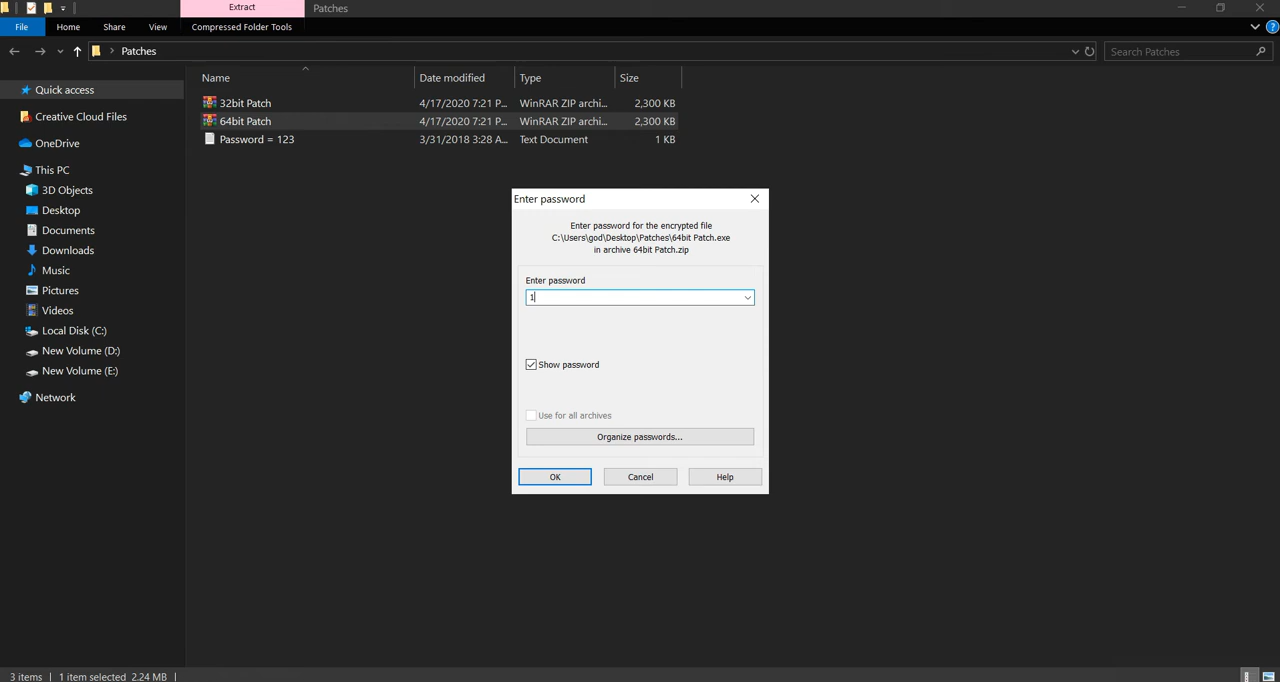 Extract
Patches
File
Home
Share
View
Compressed Folder Tools
Patches
Search Patches
Name
Date modified
Type
Size
32bit Patch
4/17/2020 7:21 P...
WinRAR ZIP archi...
2,300 KB
64bit Patch
4/17/2020 7:21 P...
WinRAR ZIP archi...
2,300 KB
Password = 123
3/31/2018 3:28 A...
Text Document
1 KB
Quick access
Creative Cloud Files
OneDrive
This PC
3D Objects
Desktop
Documents
Downloads
Music
Pictures
Videos
Local Disk (C:)
New Volume (D:)
New Volume (E:)
Network
Enter password
Enter password for the encrypted file
C:\Users\god\Desktop\Patches\64bit Patch.exe
in archive 64bit Patch.zip
Enter password
1
Show password
Use for all archives
Organize passwords...
OK
Cancel
Help
3 items
1 item selected 2.24 MB